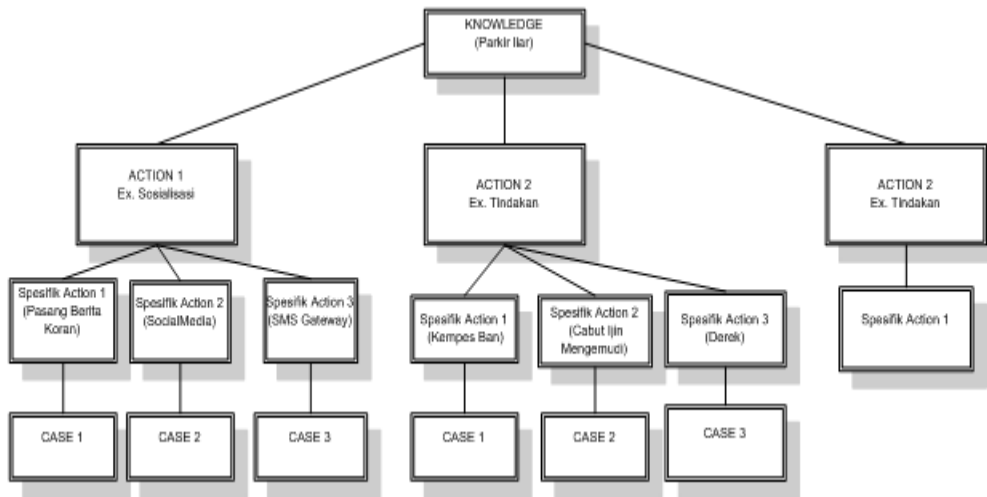 KNOWLEDGE
(Parkir liar)
ACTION 1
Ex. Sosialisasi
ACTION 2
Ex. Tindakan
ACTION 2
Ex. Tindakan
Spesifik Action 1
(Pasang Berita
Koran)
Spesifik Action 2
(SocialMedia)
Spesifik Action 3
(SMS Gateway)
Spesifik Action 1
(Kempes Ban)
Spesifik Action 2
(Cabut Ijin
Mengemudi)
Spesifik Action 3
(Derek)
Spesifik Action 1
CASE 1
CASE 2
CASE 3
CASE 1
CASE 2
CASE 3